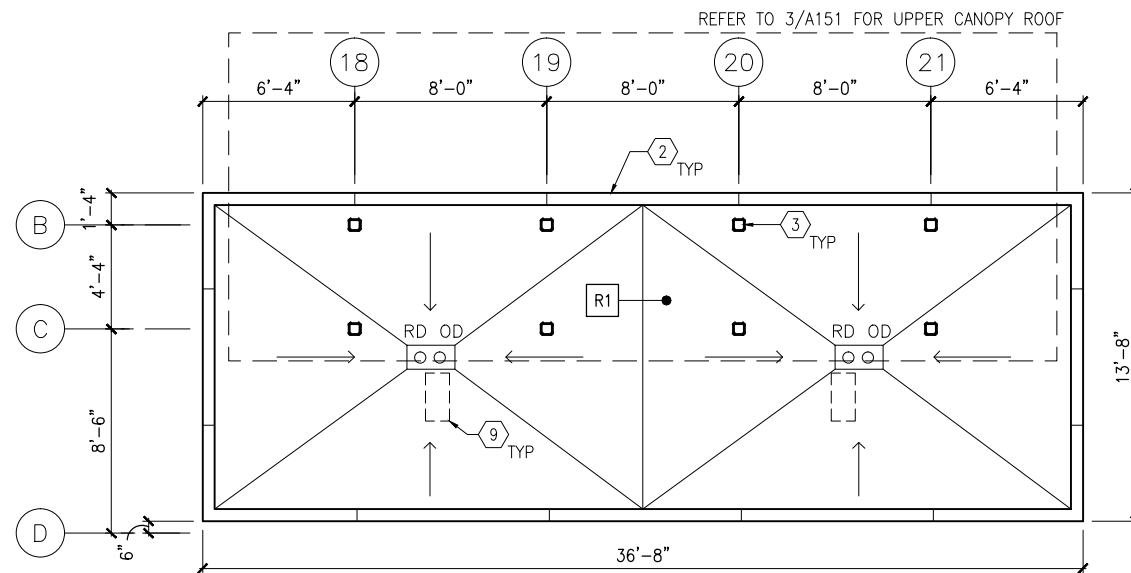 REFER TO 3/A151 FOR UPPER CANOPY ROOF
18 19 20 21
6'-4" 8'-0" 8'-0" 8'-0" 6'-4"
2
TYP
1'-4"
B
3
TYP
4'-4"
R1
C
RD OD RD OD
13'-8"
8'-6"
9
TYP
D
6"
36'-8"